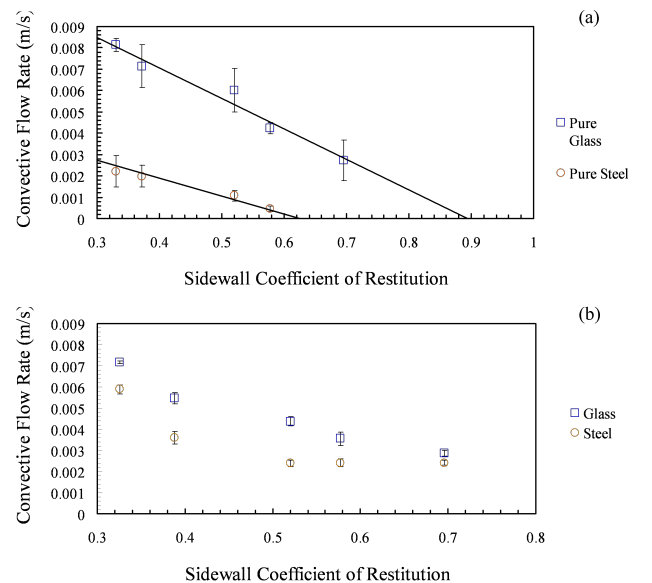 (a)
Convective Flow Rate (m/s)
0.009
0.008
0.007
0.006
0.005
0.004
0.003
0.002
0.001
0
0.3 0.4 0.5 0.6 0.7 0.8 0.9 1
Sidewall Coefficient of Restitution
Pure
Glass
Pure Steel
(b)
Convective Flow Rate (m/s)
0.009
0.008
0.007
0.006
0.005
0.004
0.003
0.002
0.001
0
0.3 0.4 0.5 0.6 0.7 0.8
Sidewall Coefficient of Restitution
Glass
Steel